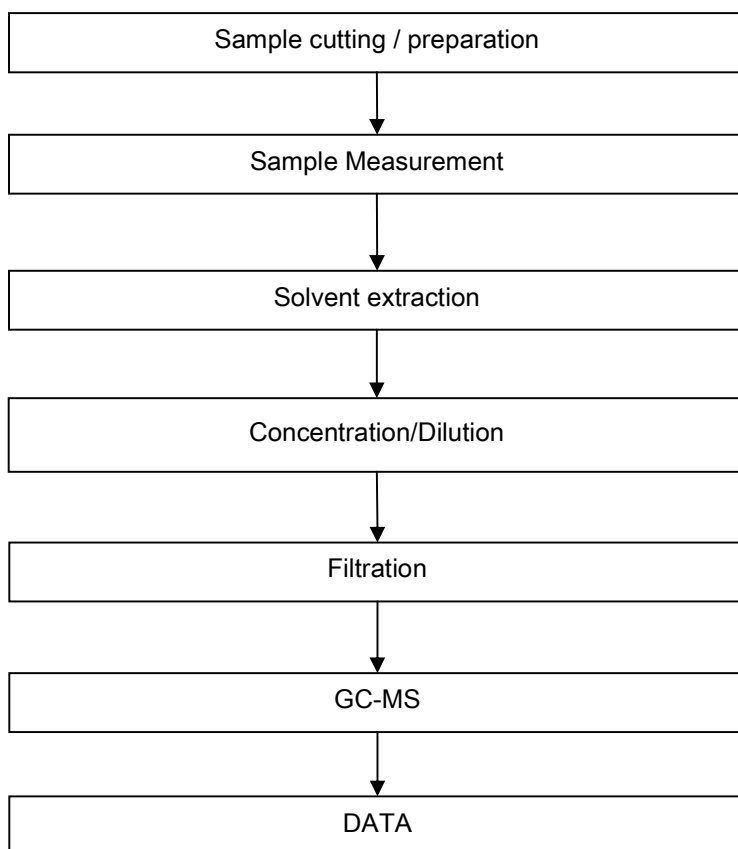 Sample cutting / preparation
Sample Measurement
Solvent extraction
Concentration/Dilution
Filtration
GC-MS
DATA